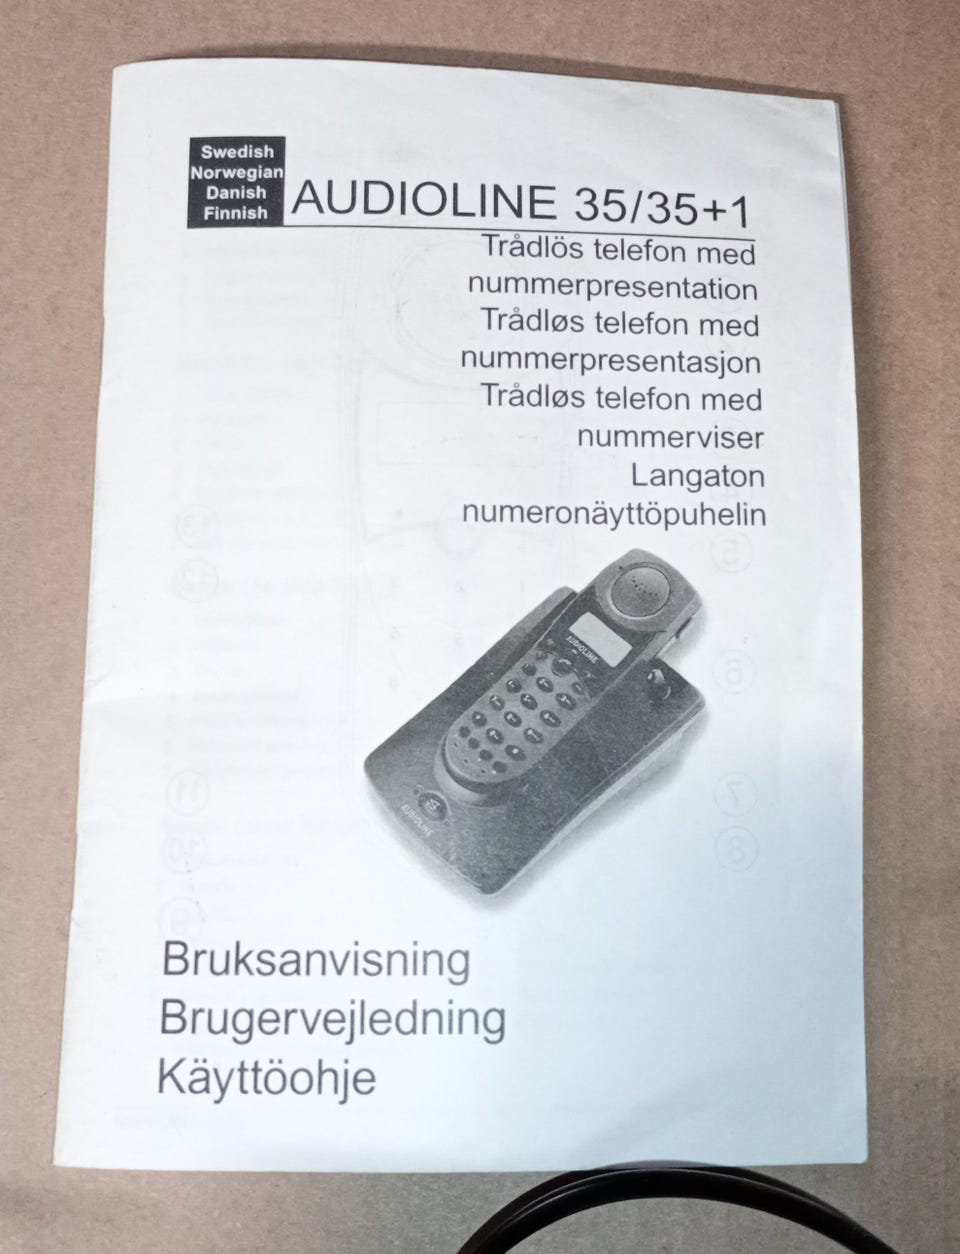 Swedish
Norwegian
Danish
Finnish
AUDIOLINE 35/35+1
Trådlös telefon med
nummerpresentation
Trådløs telefon med
nummerpresentasjon
Trådløs telefon med
nummerviser
Langaton
numeronäyttöpuhelin
AUDIOLINE
AUDIOLINE
Bruksanvisning
Brugervejledning
Käyttöohje